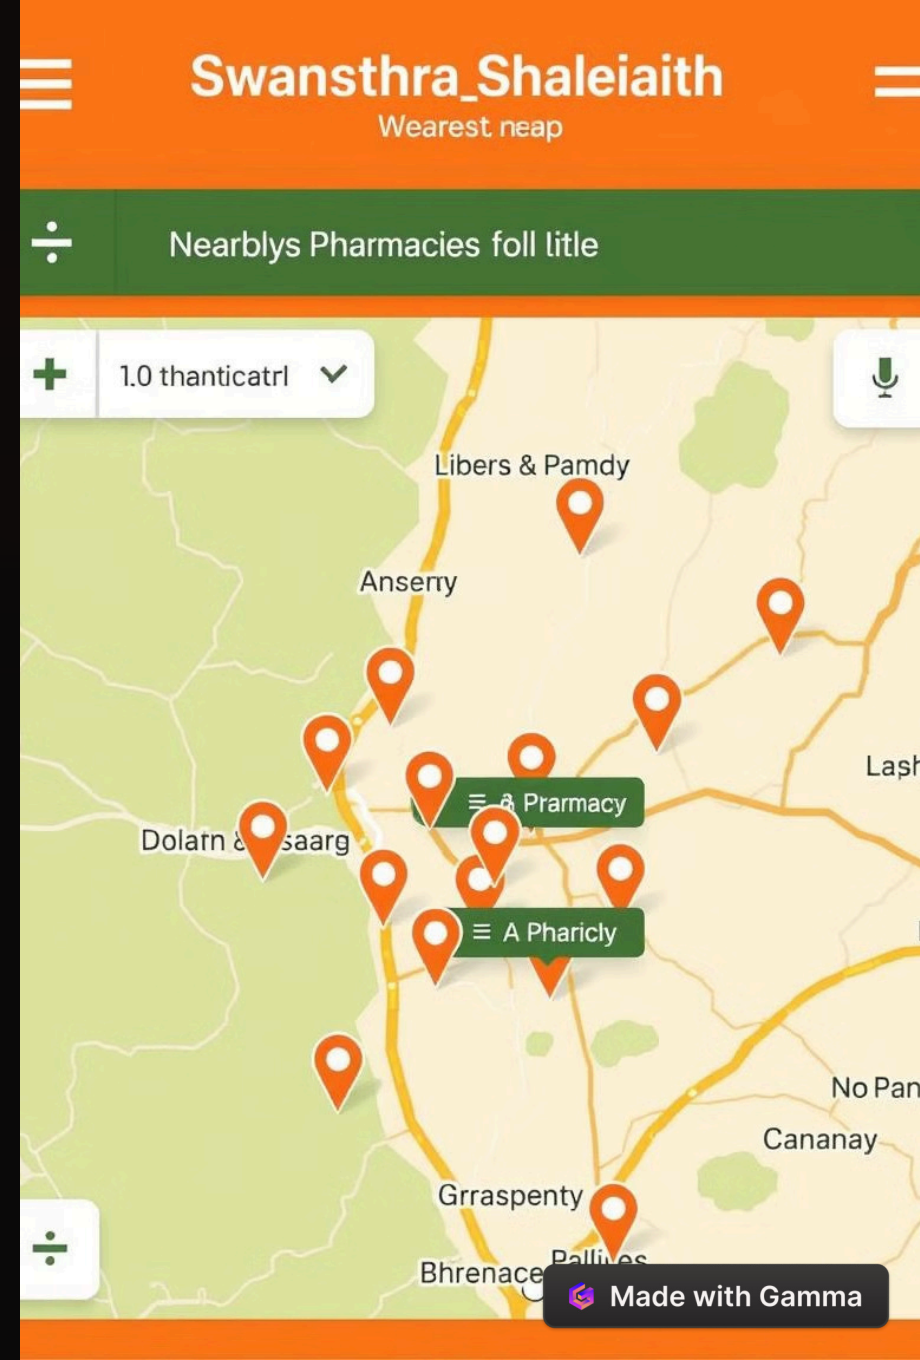 Swansthra_Shaleiaith
Wearest neap
Nearblys Pharmacies foll litle
1.0 thanticatrl
Libers & Pamdy
Anserry
Lash
Prarmacy
Dolatn & saarg
A Pharicly
No Pan
Cananay
Grraspenty
Bhrenace
Made with Gamma